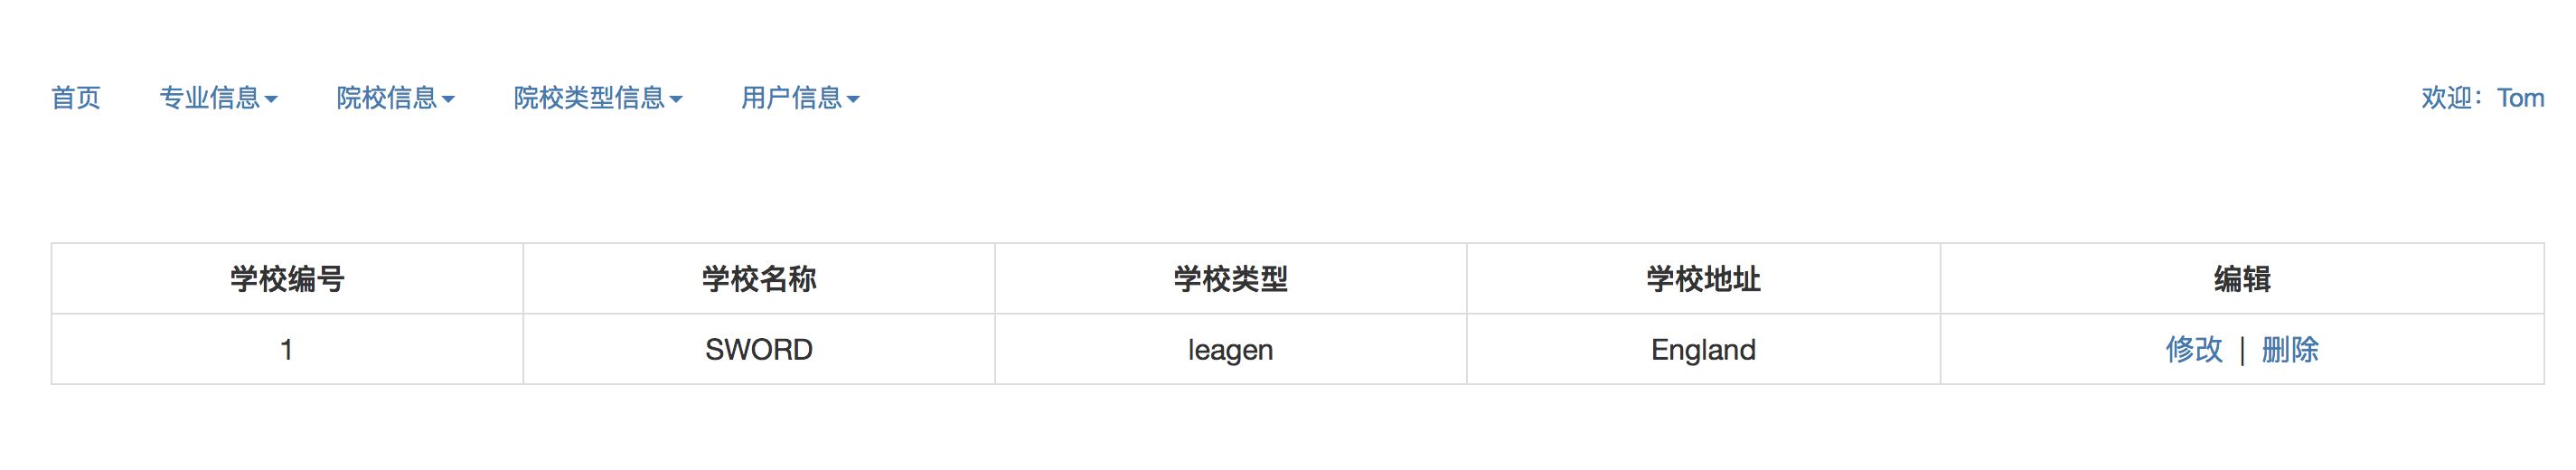 首页 专业信息 院校信息 院校类型信息 用户信息 欢迎：Tom
学校编号 学校名称 学校类型 学校地址 编辑
1 SWORD leagen England 修改 | 删除